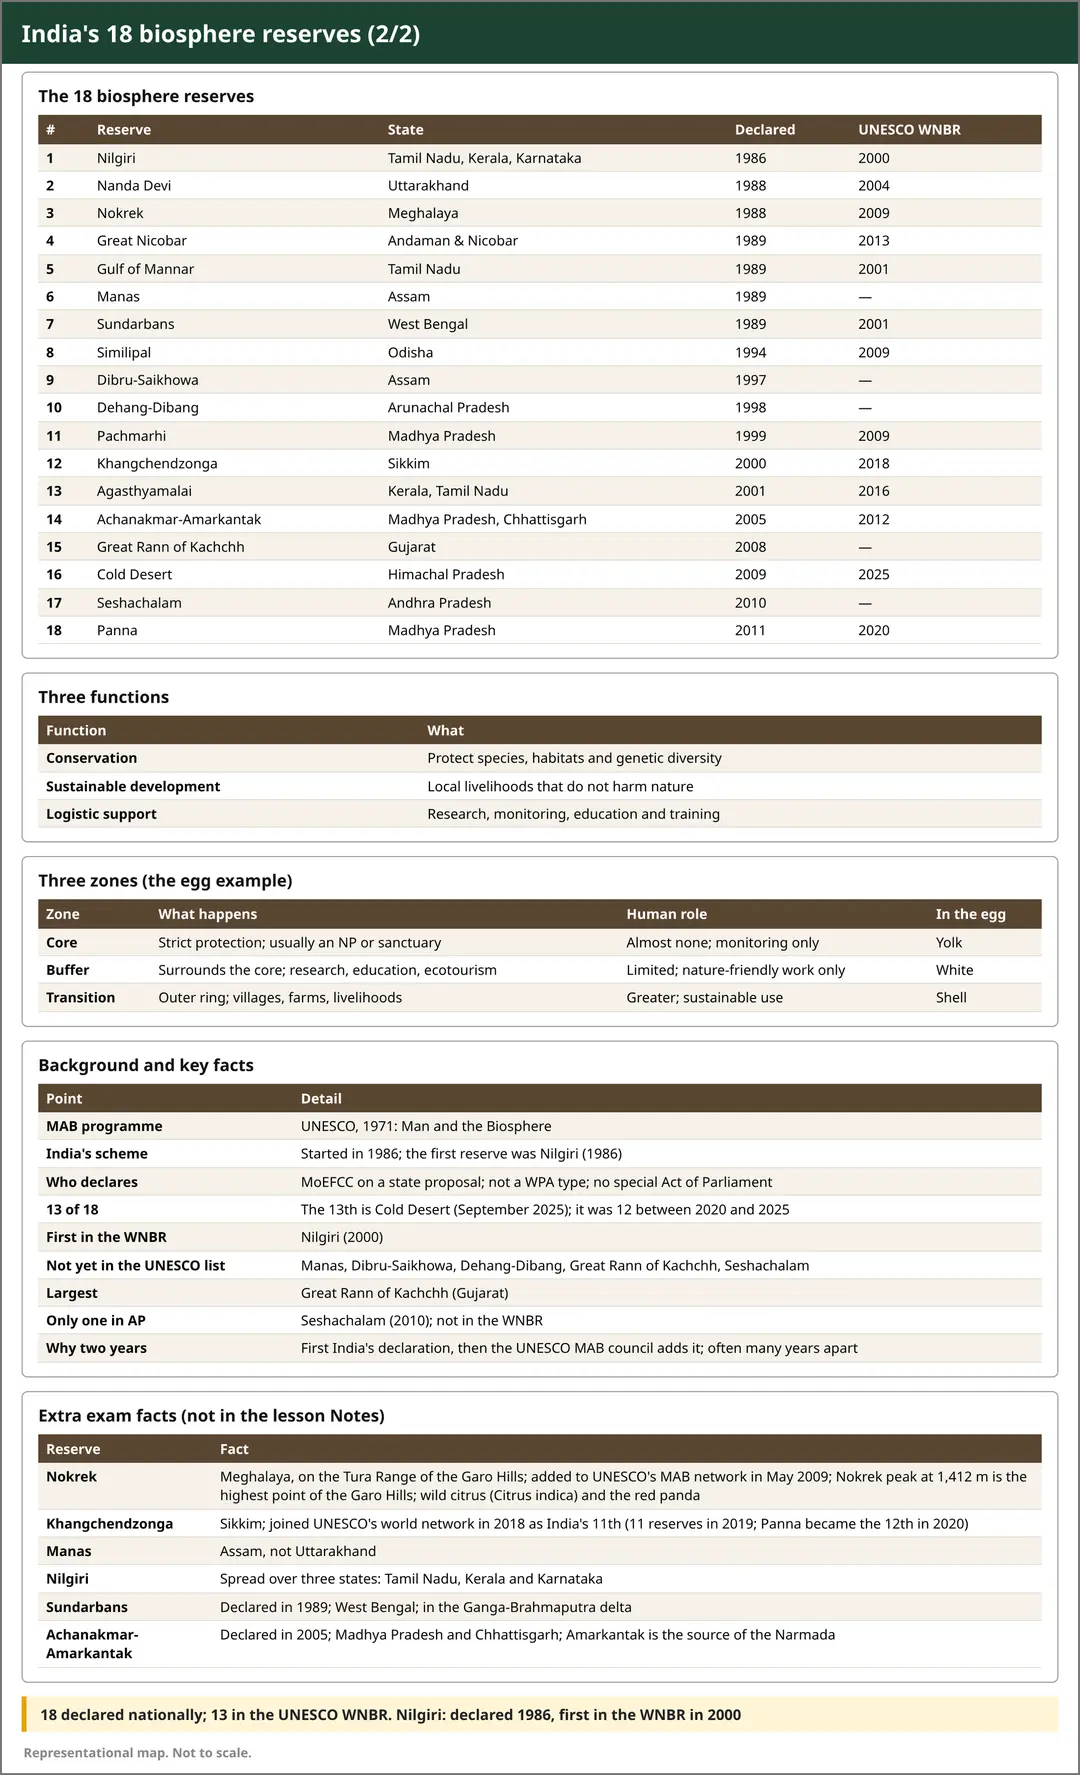 India's 18 biosphere reserves (2/2)
The 18 biosphere reserves
# Reserve State Declared UNESCO WNBR
1 Nilgiri Tamil Nadu, Kerala, Karnataka 1986 2000
2 Nanda Devi Uttarakhand 1988 2004
3 Nokrek Meghalaya 1988 2009
4 Great Nicobar Andaman & Nicobar 1989 2013
5 Gulf of Mannar Tamil Nadu 1989 2001
6 Manas Assam 1989 —
7 Sundarbans West Bengal 1989 2001
8 Similipal Odisha 1994 2009
9 Dibru-Saikhowa Assam 1997 —
10 Dehang-Dibang Arunachal Pradesh 1998 —
11 Pachmarhi Madhya Pradesh 1999 2009
12 Khangchendzonga Sikkim 2000 2018
13 Agasthyamalai Kerala, Tamil Nadu 2001 2016
14 Achanakmar-Amarkantak Madhya Pradesh, Chhattisgarh 2005 2012
15 Great Rann of Kachchh Gujarat 2008 —
16 Cold Desert Himachal Pradesh 2009 2025
17 Seshachalam Andhra Pradesh 2010 —
18 Panna Madhya Pradesh 2011 2020
Three functions
Function What
Conservation Protect species, habitats and genetic diversity
Sustainable development Local livelihoods that do not harm nature
Logistic support Research, monitoring, education and training
Three zones (the egg example)
Zone What happens Human role In the egg
Core Strict protection; usually an NP or sanctuary Almost none; monitoring only Yolk
Buffer Surrounds the core; research, education, ecotourism Limited; nature-friendly work only White
Transition Outer ring; villages, farms, livelihoods Greater; sustainable use Shell
Background and key facts
Point Detail
MAB programme UNESCO, 1971: Man and the Biosphere
India's scheme Started in 1986; the first reserve was Nilgiri (1986)
Who declares MoEFCC on a state proposal; not a WPA type; no special Act of Parliament
13 of 18 The 13th is Cold Desert (September 2025); it was 12 between 2020 and 2025
First in the WNBR Nilgiri (2000)
Not yet in the UNESCO list Manas, Dibru-Saikhowa, Dehang-Dibang, Great Rann of Kachchh, Seshachalam
Largest Great Rann of Kachchh (Gujarat)
Only one in AP Seshachalam (2010); not in the WNBR
Why two years First India's declaration, then the UNESCO MAB council adds it; often many years apart
Extra exam facts (not in the lesson Notes)
Reserve Fact
Nokrek Meghalaya, on the Tura Range of the Garo Hills; added to UNESCO's MAB network in May 2009; Nokrek peak at 1,412 m is the
highest point of the Garo Hills; wild citrus (Citrus indica) and the red panda
Khangchendzonga Sikkim; joined UNESCO's world network in 2018 as India's 11th (11 reserves in 2019; Panna became the 12th in 2020)
Manas Assam, not Uttarakhand
Nilgiri Spread over three states: Tamil Nadu, Kerala and Karnataka
Sundarbans Declared in 1989; West Bengal; in the Ganga-Brahmaputra delta
Achanakmar- Declared in 2005; Madhya Pradesh and Chhattisgarh; Amarkantak is the source of the Narmada
Amarkantak
18 declared nationally; 13 in the UNESCO WNBR. Nilgiri: declared 1986, first in the WNBR in 2000
Representational map. Not to scale.